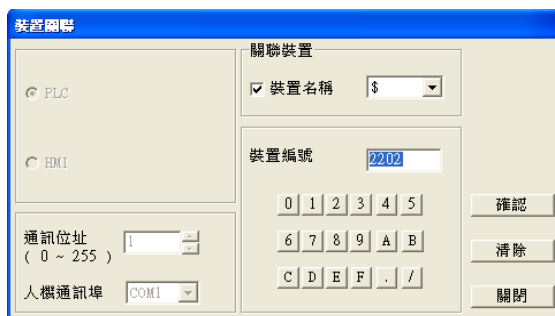 裝置關聯
PLC
HMI
通訊位址
( 0 ~ 255 )
1
人機通訊埠
COM1
關聯裝置
裝置名稱
$
裝置編號
2202
0 1 2 3 4 5
6 7 8 9 A B
C D E F . /
確認
清除
關閉